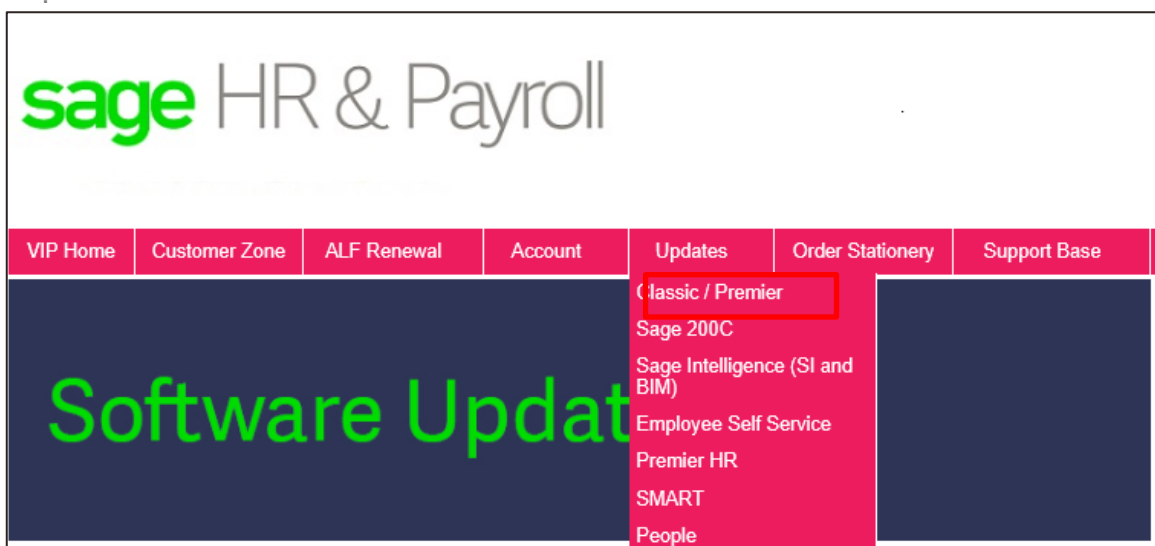 sage HR & Payroll
VIP Home Customer Zone ALF Renewal Account Updates Order Stationery Support Base
Classic / Premier
Sage 200C
Sage Intelligence (SI and
BIM)
Employee Self Service
Premier HR
SMART
People
Software Updat